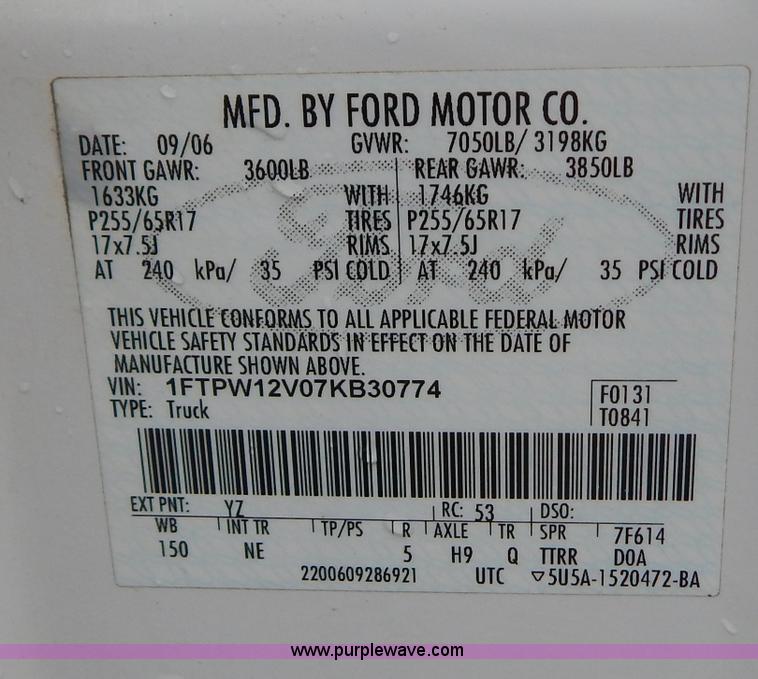 MFD. BY FORD MOTOR CO.
DATE: 09/06 GVWR: 7050LB/ 3198KG
FRONT GAWR: 3600LB REAR GAWR: 3850LB
1633KG WITH 1746KG WITH
P255/65R17 TIRES P255/65R17 TIRES
17x7.5J RIMS 17x7.5J RIMS
AT 240 kPa/ 35 PSI COLD AT 240 kPa/ 35 PSI COLD
Ford
THIS VEHICLE CONFORMS TO ALL APPLICABLE FEDERAL MOTOR
VEHICLE SAFETY STANDARDS IN EFFECT ON THE DATE OF
MANUFACTURE SHOWN ABOVE.
VIN: 1FTPW12V07KB30774
TYPE: Truck
F0131
T0841
EXT PNT: YZ RC: 53 DSO:
WB INT TR TP/PS R AXLE TR SPR 7F614
150 NE 5 H9 Q TTRR DOA
2200609286921 UTC ▽5U5A-1520472-BA
www.purplewave.com